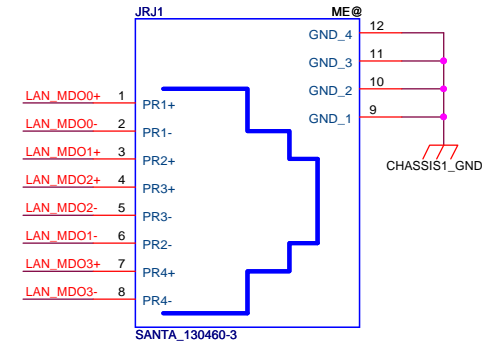 JRJ1 ME@
LAN_MDO0+ 1 PR1+
LAN_MDO0- 2 PR1-
LAN_MDO1+ 3 PR2+
LAN_MDO2+ 4 PR3+
LAN_MDO2- 5 PR3-
LAN_MDO1- 6 PR2-
LAN_MDO3+ 7 PR4+
LAN_MDO3- 8 PR4-
GND_4 12
GND_3 11
GND_2 10
GND_1 9
CHASSIS1_GND
SANTA_130460-3